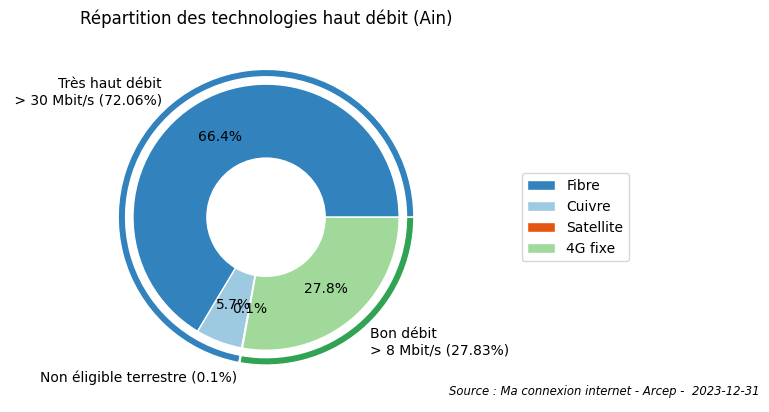 Répartition des technologies haut débit (Ain)
Très haut débit
> 30 Mbit/s (72.06%)
66.4%
5.7%
0.1%
27.8%
Bon débit
> 8 Mbit/s (27.83%)
Non éligible terrestre (0.1%)
Fibre
Cuivre
Satellite
4G fixe
Source : Ma connexion internet - Arcep -  2023-12-31